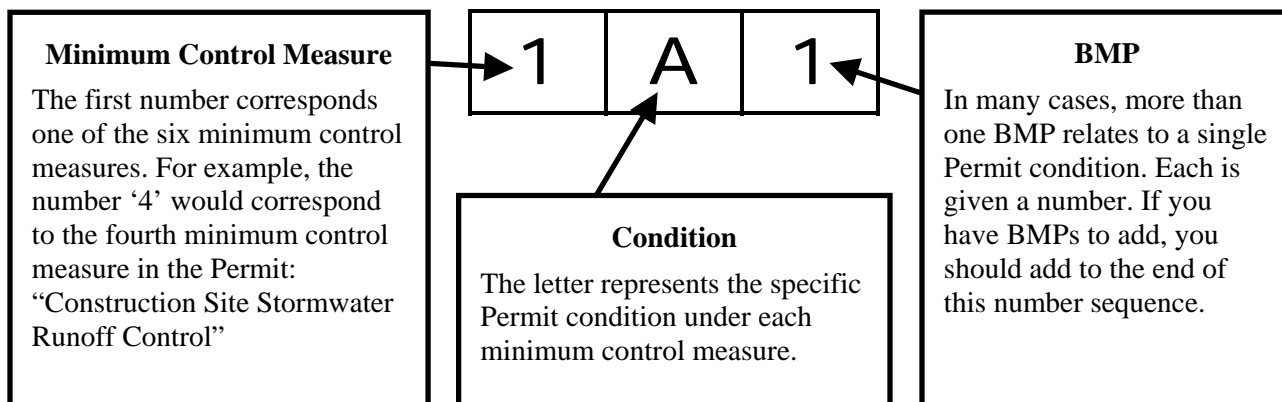 1 A 1
Minimum Control Measure
The first number corresponds
one of the six minimum control
measures. For example, the
number ‘4’ would correspond
to the fourth minimum control
measure in the Permit:
“Construction Site Stormwater
Runoff Control”
Condition
The letter represents the specific
Permit condition under each
minimum control measure.
BMP
In many cases, more than
one BMP relates to a single
Permit condition. Each is
given a number. If you
have BMPs to add, you
should add to the end of
this number sequence.